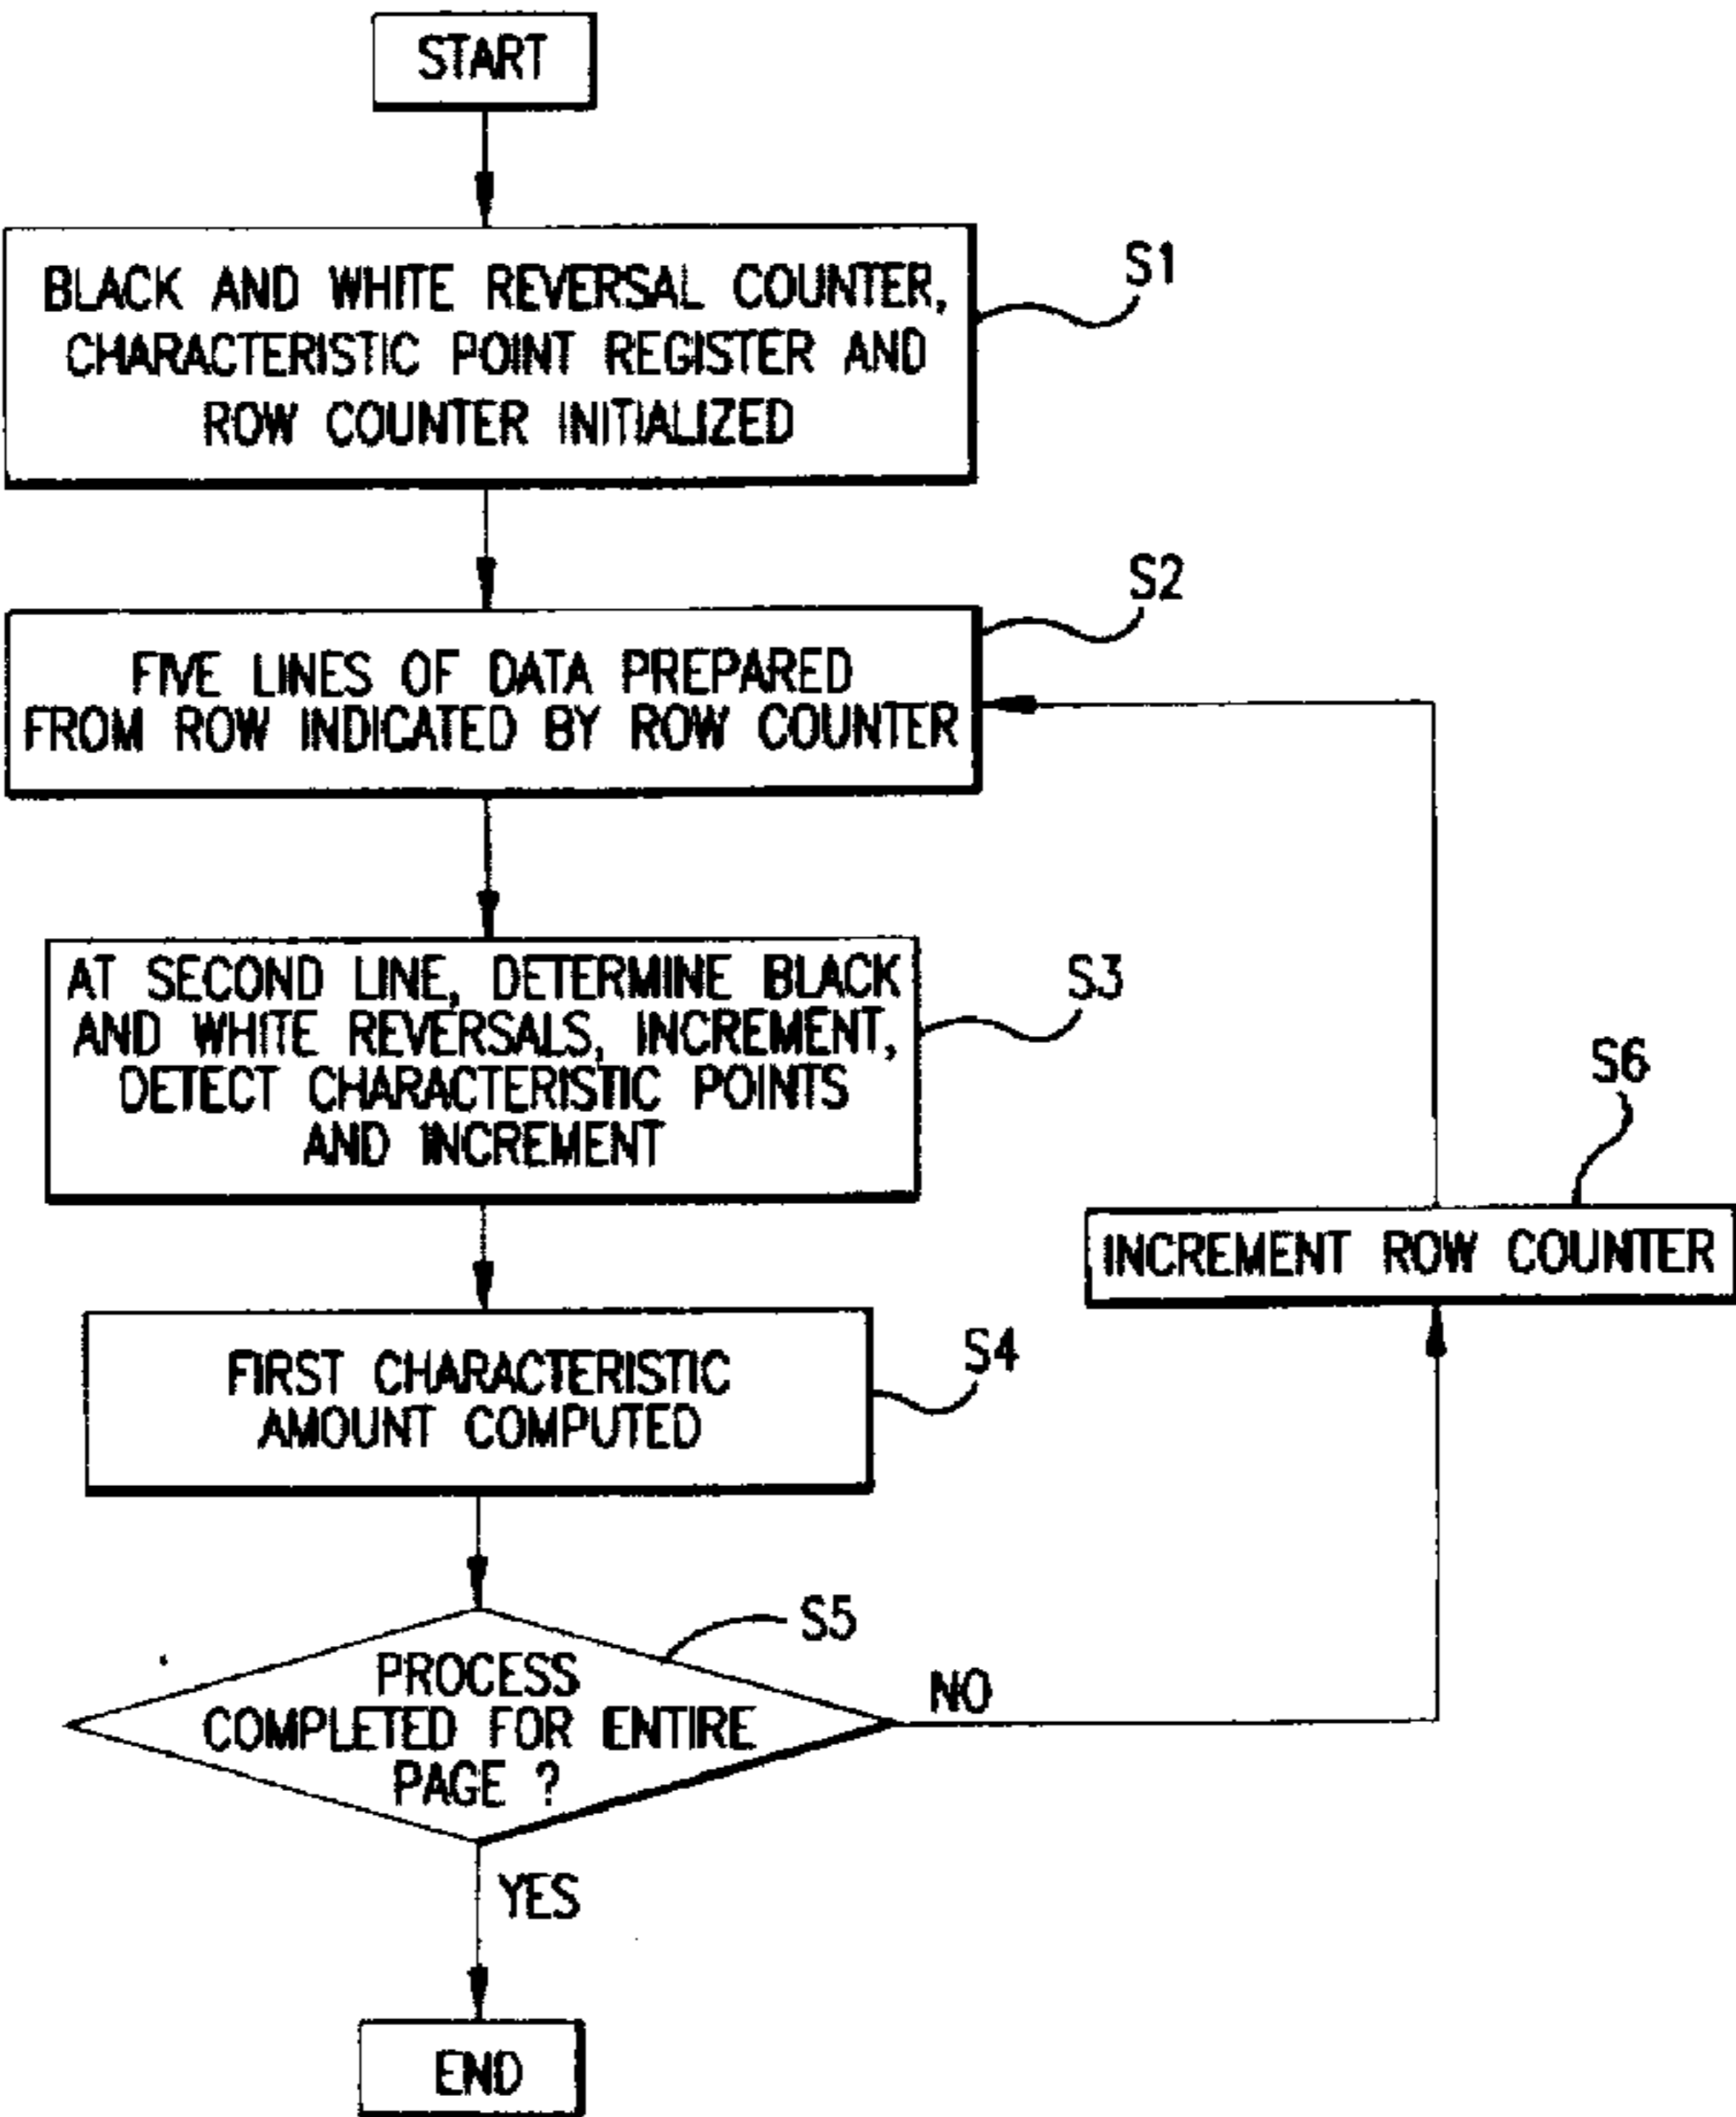 START
BLACK AND WHITE REVERSAL COUNTER,
CHARACTERISTIC POINT REGISTER AND
ROW COUNTER INITIALIZED
S1
FIVE LINES OF DATA PREPARED
FROM ROW INDICATED BY ROW COUNTER
S2
AT SECOND LINE, DETERMINE BLACK
AND WHITE REVERSALS, INCREMENT,
DETECT CHARACTERISTIC POINTS
AND INCREMENT
S3
FIRST CHARACTERISTIC
AMOUNT COMPUTED
S4
PROCESS
COMPLETED FOR ENTIRE
PAGE ?
S5
NO
INCREMENT ROW COUNTER
S6
YES
END